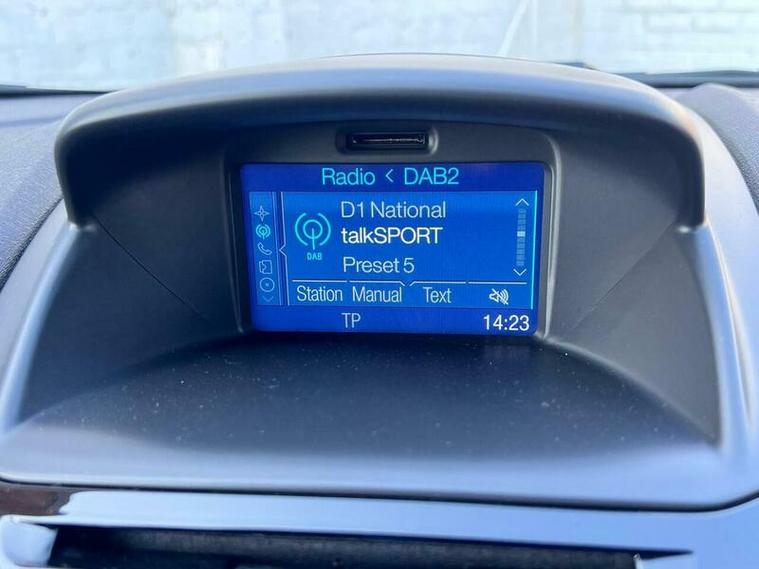 Radio < DAB2
D1 National
talkSPORT
DAB
Preset 5
Station Manual Text
TP 14:23